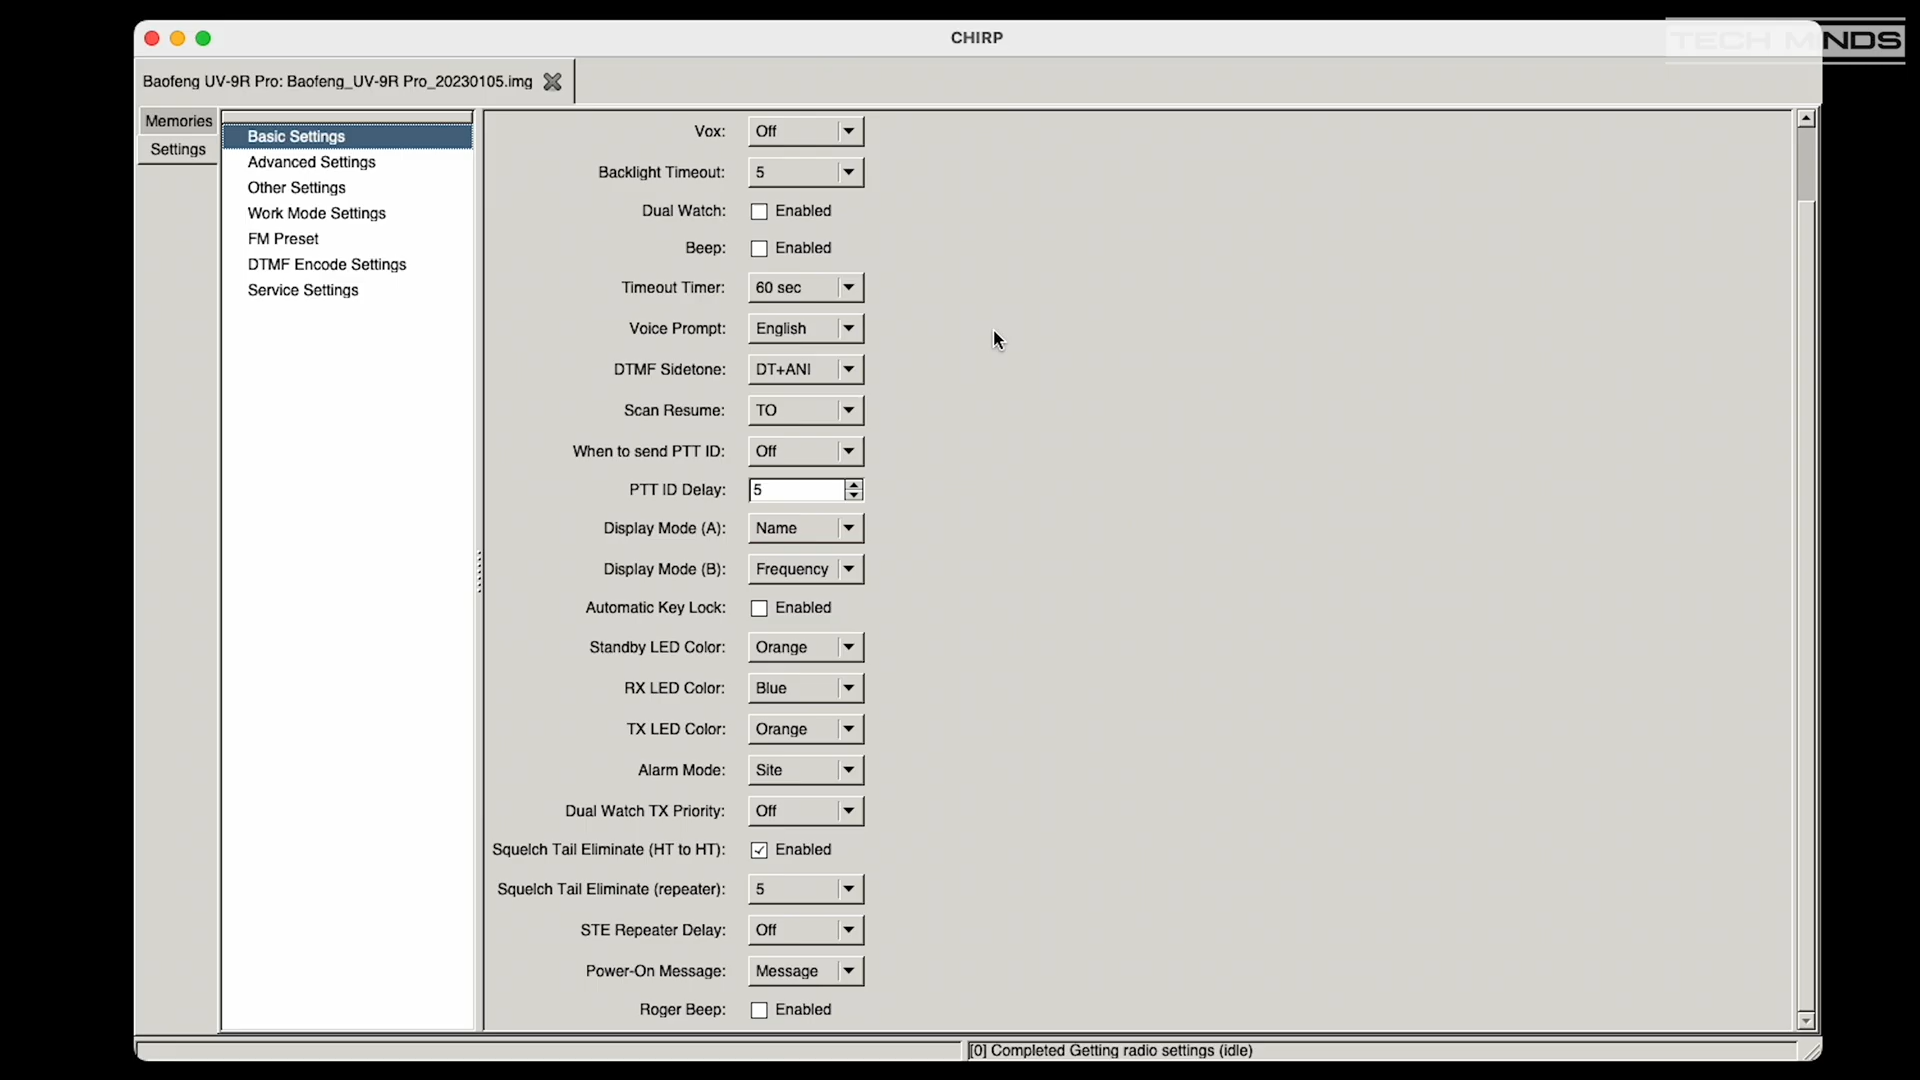 CHIRP
TECH MINDS
Baofeng UV-9R Pro: Baofeng_UV-9R Pro_20230105.img
Memories
Settings
Basic Settings
Advanced Settings
Other Settings
Work Mode Settings
FM Preset
DTMF Encode Settings
Service Settings
Vox: Off
Backlight Timeout: 5
Dual Watch: Enabled
Beep: Enabled
Timeout Timer: 60 sec
Voice Prompt: English
DTMF Sidetone: DT+ANI
Scan Resume: TO
When to send PTT ID: Off
PTT ID Delay: 5
Display Mode (A): Name
Display Mode (B): Frequency
Automatic Key Lock: Enabled
Standby LED Color: Orange
RX LED Color: Blue
TX LED Color: Orange
Alarm Mode: Site
Dual Watch TX Priority: Off
Squelch Tail Eliminate (HT to HT): Enabled
Squelch Tail Eliminate (repeater): 5
STE Repeater Delay: Off
Power-On Message: Message
Roger Beep: Enabled
[0] Completed Getting radio settings (idle)